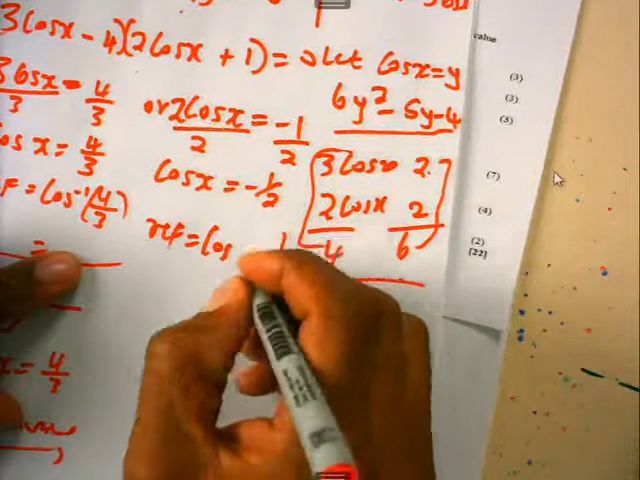 3Cosx - 4)(2Cosx + 1) = 0 let Cosx = y
3Cosx/3 = 4/3 or 2Cosx/2 = -1/2 6y² - 5y - 4
Cos x = 4/3 Cosx = -1/2 3Cosx 2
F = Cos⁻¹(4/3) 2Cosx 2
ref = Cos 4 6
=
x = 4/3
value
(3)
(3)
(3)
(7)
(4)
(2)
[22]